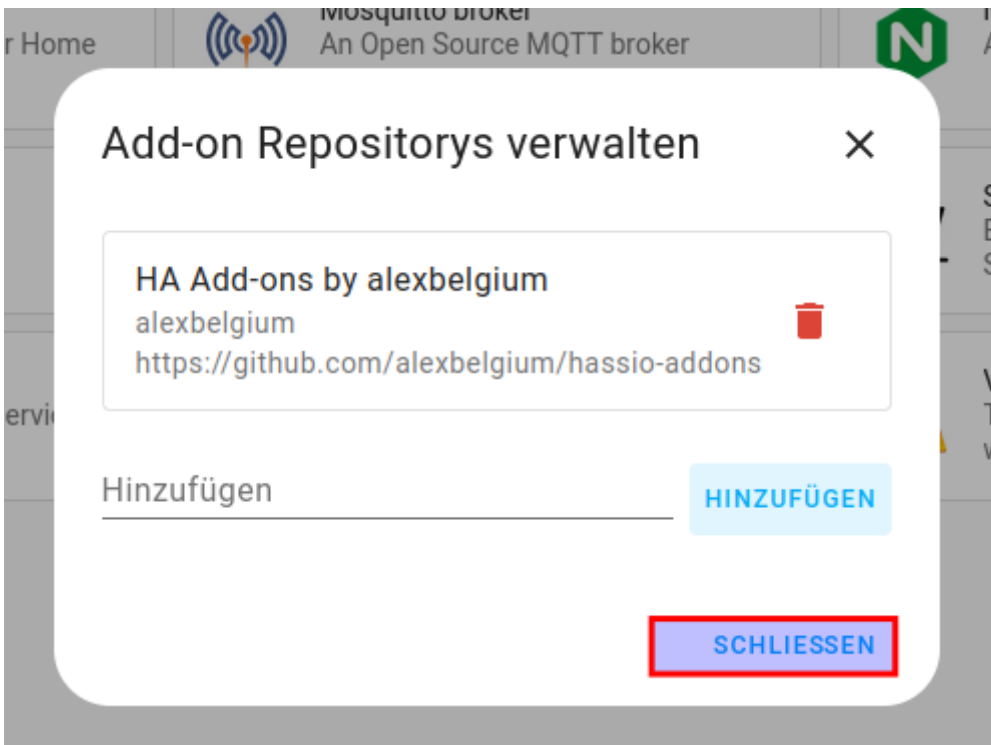 Mosquitto broker
r Home
An Open Source MQTT broker
N
Add-on Repositorys verwalten
HA Add-ons by alexbelgium
alexbelgium
https://github.com/alexbelgium/hassio-addons
ervi
Hinzufügen
HINZUFÜGEN
SCHLIESSEN